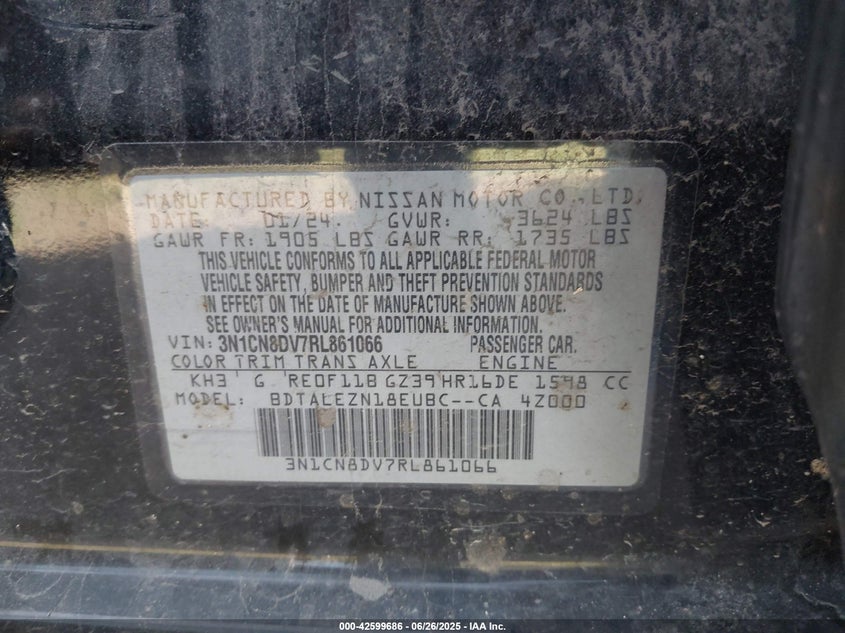 MANUFACTURED BY NISSAN MOTOR CO.,LTD.
DATE: 01/24. GVWR: 3624 LBS
GAWR FR: 1905 LBS GAWR RR: 1735 LBS
THIS VEHICLE CONFORMS TO ALL APPLICABLE FEDERAL MOTOR
VEHICLE SAFETY, BUMPER AND THEFT PREVENTION STANDARDS
IN EFFECT ON THE DATE OF MANUFACTURE SHOWN ABOVE.
SEE OWNER'S MANUAL FOR ADDITIONAL INFORMATION.
VIN: 3N1CN8DV7RL861066 PASSENGER CAR.
COLOR TRIM TRANS AXLE ENGINE
KH3 G RE0F11B GZ39 HR16DE 1598 CC
MODEL: BDTALEZN18EUBC--CA 4Z000
3N1CN8DV7RL861066
000-42599686 - 06/26/2025 - IAA Inc.